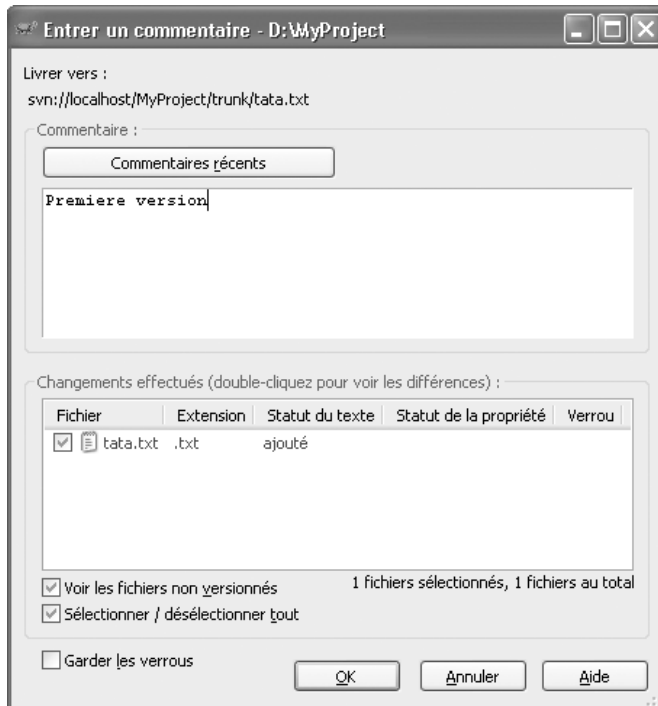 Entrer un commentaire - D:\MyProject
Livrer vers :
svn://localhost/MyProject/trunk/tata.txt
Commentaire :
Commentaires récents
Premiere version
Changements effectués (double-cliquez pour voir les différences) :
Fichier Extension Statut du texte Statut de la propriété Verrou
tata.txt .txt ajouté
Voir les fichiers non versionnés 1 fichiers sélectionnés, 1 fichiers au total
Sélectionner / désélectionner tout
Garder les verrous
OK Annuler Aide